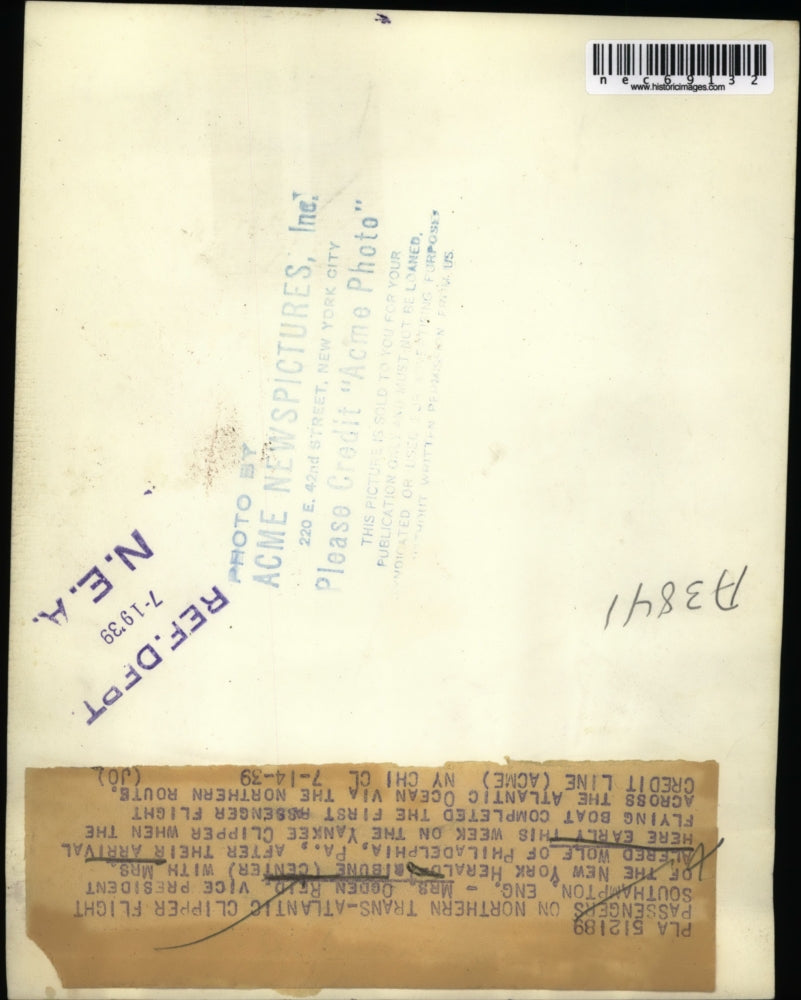 nec69132
www.historicimages.com
PHOTO BY
ACME NEWSPICTURES, Inc.
220 E. 42nd STREET, NEW YORK CITY
Please Credit "Acme Photo"
THIS PICTURE IS SOLD TO YOU FOR YOUR
PUBLICATION ONLY AND MUST NOT BE LOANED,
SYNDICATED OR USED FOR ADVERTISING PURPOSES
WITHOUT WRITTEN PERMISSION FROM US.
REF. DEPT
7-19 39
N.E.A.
A3841
PLA 512189
PASSENGERS ON NORTHERN TRANS-ATLANTIC CLIPPER FLIGHT
SOUTHAMPTON, ENG. - MRS. OGDEN REID, VICE PRESIDENT
OF THE NEW YORK HERALD TRIBUNE (CENTER) WITH MRS.
ALFRED WOLF OF PHILADELPHIA, PA., AFTER THEIR ARRIVAL
HERE EARLY THIS WEEK ON THE YANKEE CLIPPER WHEN THE
FLYING BOAT COMPLETED THE FIRST PASSENGER FLIGHT
ACROSS THE ATLANTIC OCEAN VIA THE NORTHERN ROUTE.
CREDIT LINE (ACME) NY CHI CL 7-14-39 (JO)